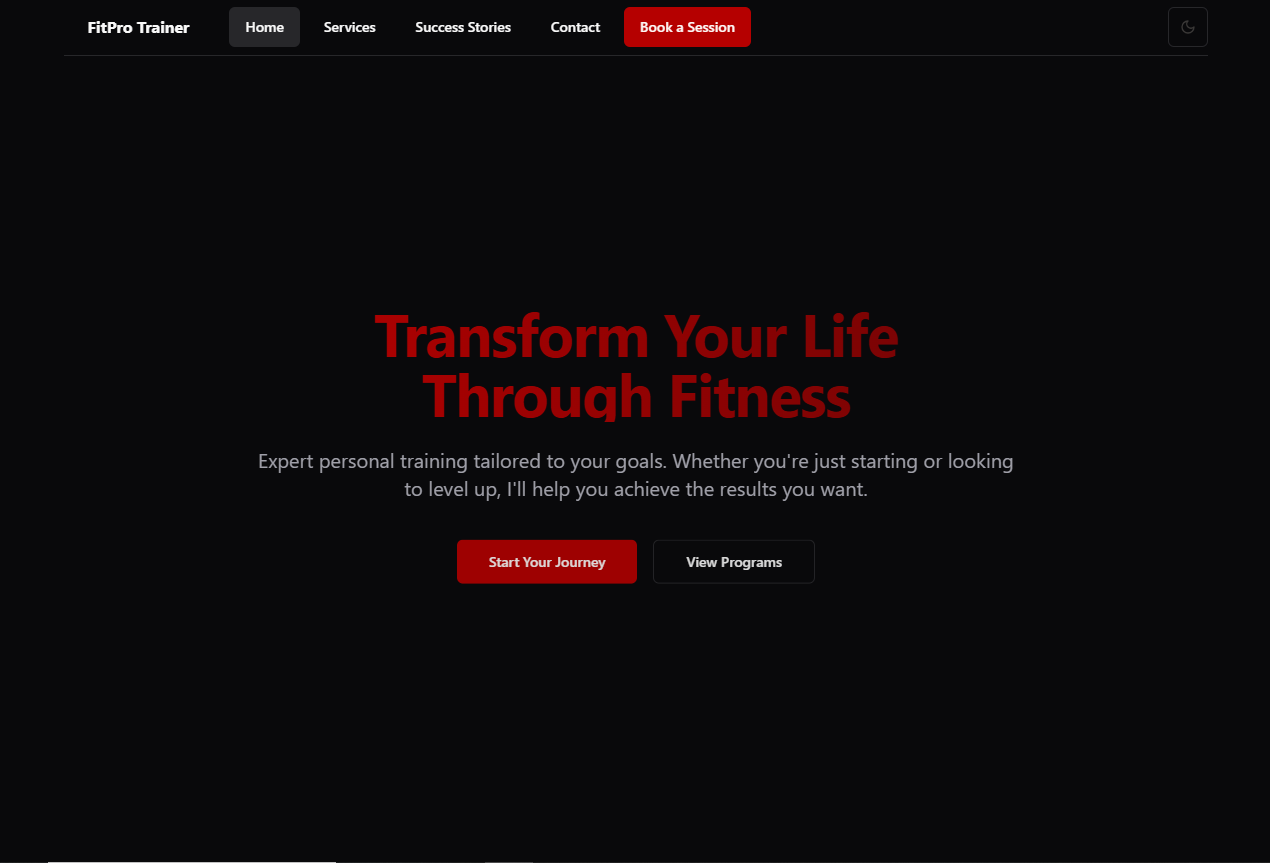 FitPro Trainer Home Services Success Stories Contact Book a Session
Transform Your Life
Through Fitness
Expert personal training tailored to your goals. Whether you're just starting or looking
to level up, I'll help you achieve the results you want.
Start Your Journey View Programs